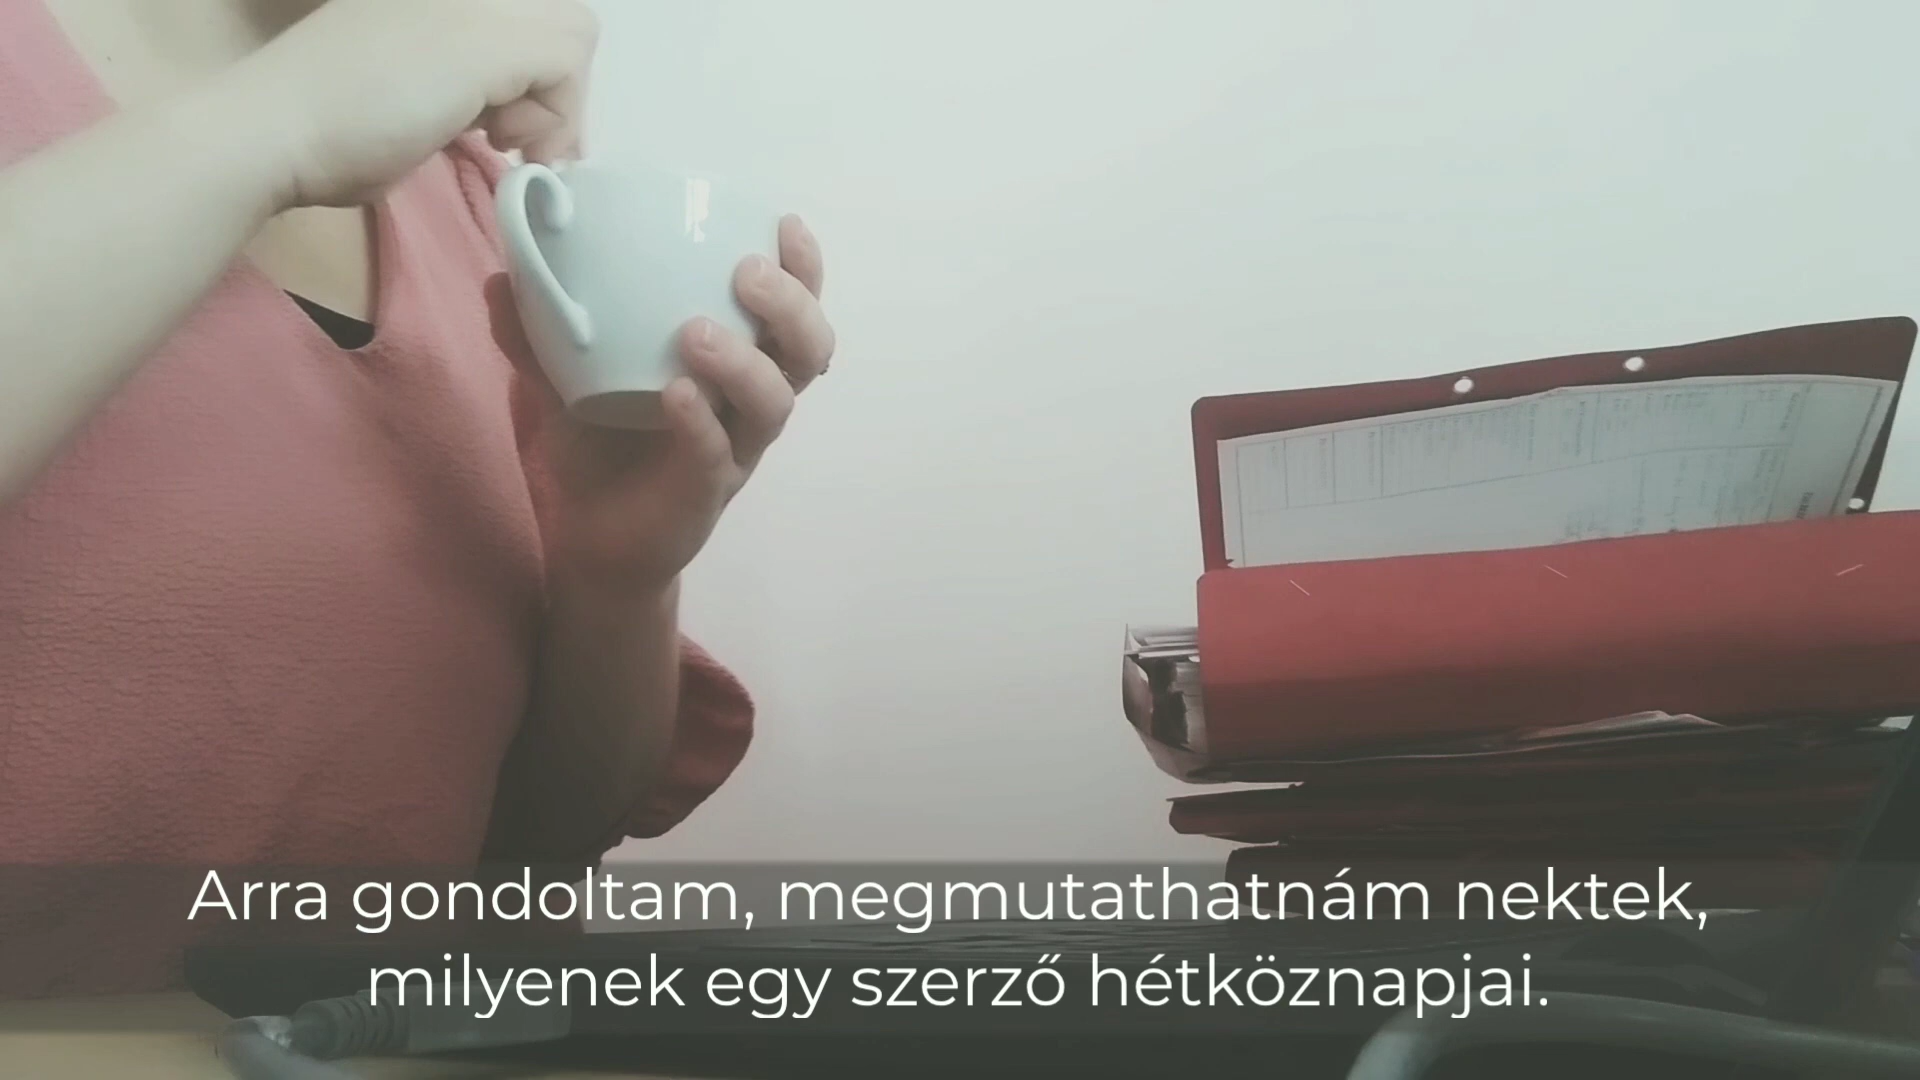 Arra gondoltam, megmutathatnám nektek,
milyenek egy szerző hétköznapjai.